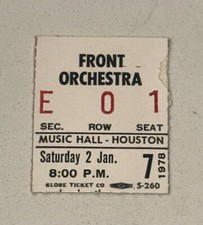 FRONT
ORCHESTRA
E O 1
SEC. ROW SEAT
MUSIC HALL - HOUSTON
Saturday 2 Jan. 7 1978
8:00 P.M.
GLOBE TICKET CO S-260